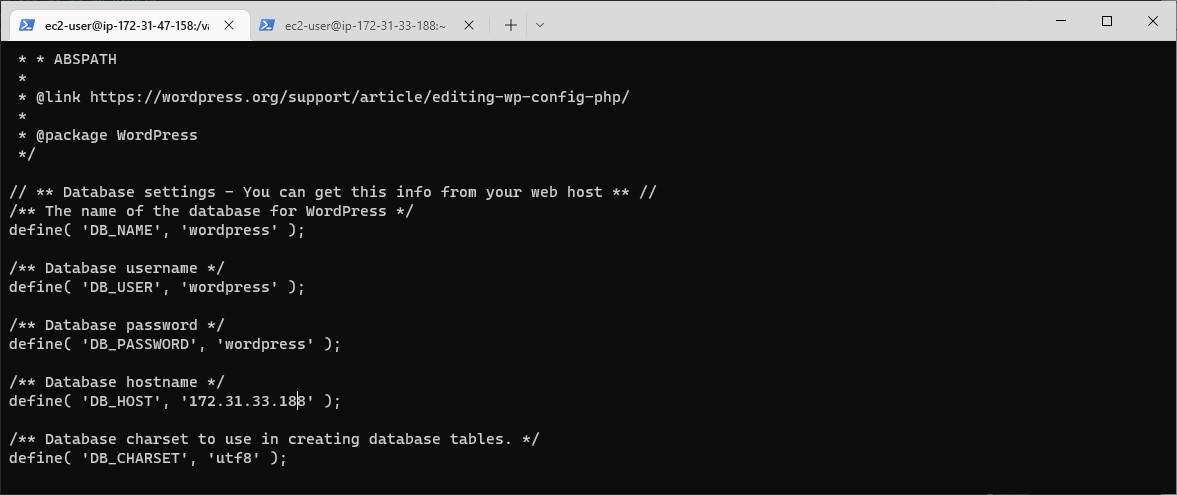 ec2-user@ip-172-31-47-158:/va
ec2-user@ip-172-31-33-188:~
 * * ABSPATH
 *
 * @link https://wordpress.org/support/article/editing-wp-config-php/
 *
 * @package WordPress
 */
// ** Database settings - You can get this info from your web host ** //
/** The name of the database for WordPress */
define( 'DB_NAME', 'wordpress' );
/** Database username */
define( 'DB_USER', 'wordpress' );
/** Database password */
define( 'DB_PASSWORD', 'wordpress' );
/** Database hostname */
define( 'DB_HOST', '172.31.33.188' );
/** Database charset to use in creating database tables. */
define( 'DB_CHARSET', 'utf8' );